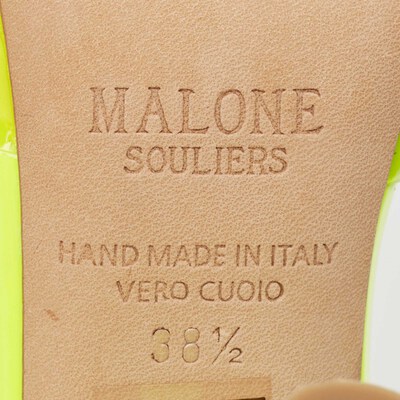 MALONE
SOULIERS
HAND MADE IN ITALY
VERO CUOIO
38½